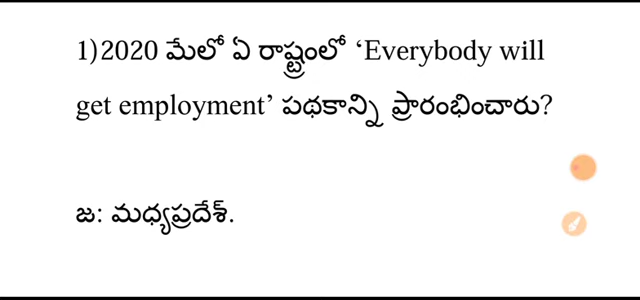 1)2020 మేలో ఏ రాష్ట్రంలో ‘Everybody will
get employment’ పథకాన్ని ప్రారంభించారు?
జ: మధ్యప్రదేశ్.